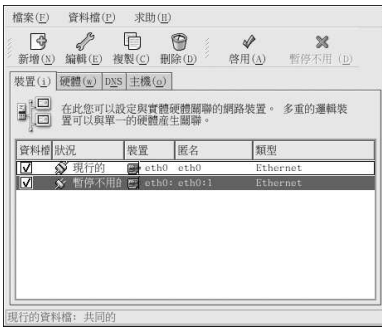 檔案(F) 資料檔(P) 求助(H)
新增(N) 編輯(E) 複製(C) 刪除(D) 啓用(A) 暫停不用 (D)
裝置(i) 硬體(w) DNS 主機(o)
在此您可以設定與實體硬體關聯的網路裝置。 多重的邏輯裝
置可以與單一的硬體産生關聯。
資料檔 狀況 裝置 匿名 類型
現行的 eth0 eth0 Ethernet
暫停不用的 eth0: eth0:1 Ethernet
現行的資料檔: 共同的